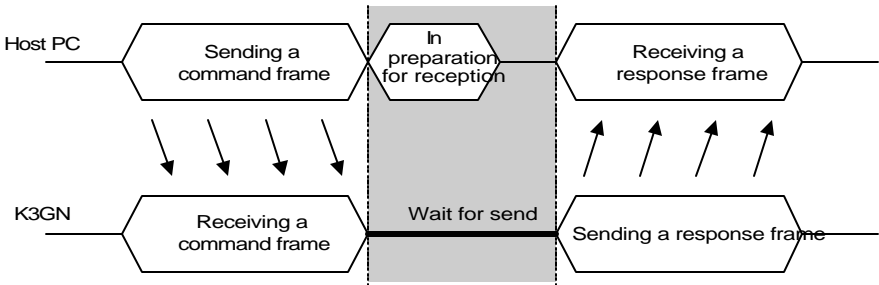 Host PC
Sending a
command frame
In
preparation
for reception
Receiving a
response frame
K3GN
Receiving a
command frame
Wait for send
Sending a response frame